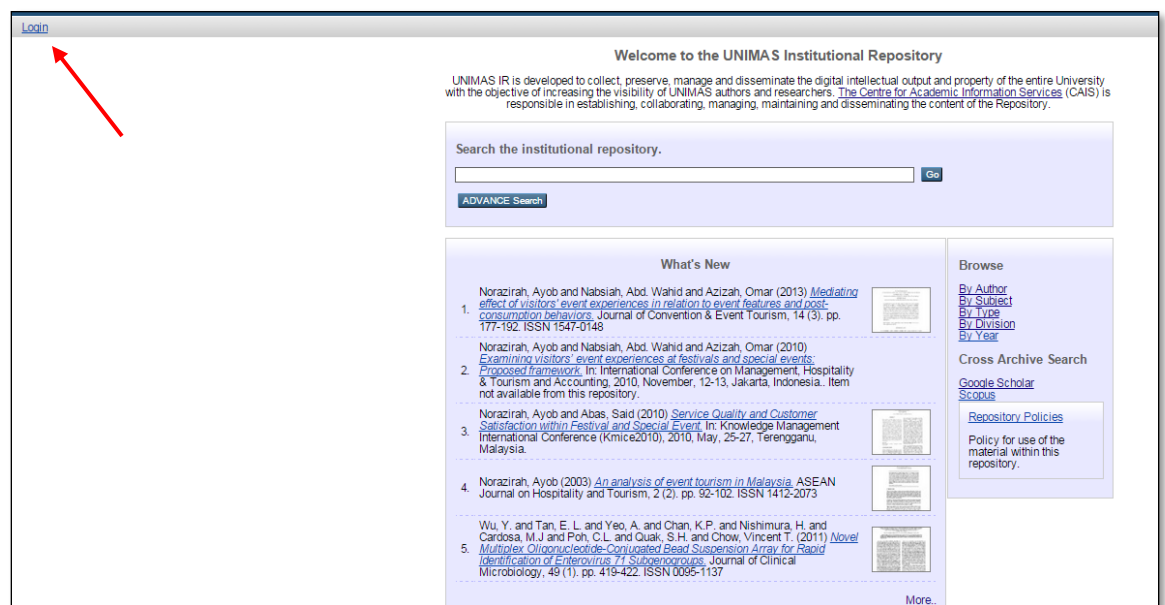 Login
Welcome to the UNIMAS Institutional Repository
UNIMAS IR is developed to collect, preserve, manage and disseminate the digital intellectual output and property of the entire University
with the objective of increasing the visibility of UNIMAS authors and researchers. The Centre for Academic Information Services (CAIS) is
responsible in establishing, collaborating, managing, maintaining and disseminating the content of the Repository.
Search the institutional repository.
Go
ADVANCE Search
What's New
1. Norazirah, Ayob and Nabsiah, Abd. Wahid and Azizah, Omar (2013) Mediating
effect of visitors' event experiences in relation to event features and post-
consumption behaviors. Journal of Convention & Event Tourism, 14 (3). pp.
177-192. ISSN 1547-0148
2. Norazirah, Ayob and Nabsiah, Abd. Wahid and Azizah, Omar (2010)
Examining visitors' event experiences at festivals and special events:
Proposed framework. In: International Conference on Management, Hospitality
& Tourism and Accounting, 2010, November, 12-13, Jakarta, Indonesia.. Item
not available from this repository.
3. Norazirah, Ayob and Abas, Said (2010) Service Quality and Customer
Satisfaction within Festival and Special Event. In: Knowledge Management
International Conference (Kmice2010), 2010, May, 25-27, Terengganu,
Malaysia.
4. Norazirah, Ayob (2003) An analysis of event tourism in Malaysia. ASEAN
Journal on Hospitality and Tourism, 2 (2). pp. 92-102. ISSN 1412-2073
5. Wu, Y. and Tan, E. L. and Yeo, A. and Chan, K.P. and Nishimura, H. and
Cardosa, M.J and Poh, C.L. and Quak, S.H. and Chow, Vincent T. (2011) Novel
Multiplex Oligonucleotide-Conjugated Bead Suspension Array for Rapid
Identification of Enterovirus 71 Subgenogroups. Journal of Clinical
Microbiology, 49 (1). pp. 419-422. ISSN 0095-1137
More..
Browse
By Author
By Subject
By Type
By Division
By Year
Cross Archive Search
Google Scholar
Scopus
Repository Policies
Policy for use of the
material within this
repository.